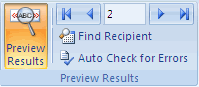 «ABC»
Preview
Results
2
Find Recipient
Auto Check for Errors
Preview Results